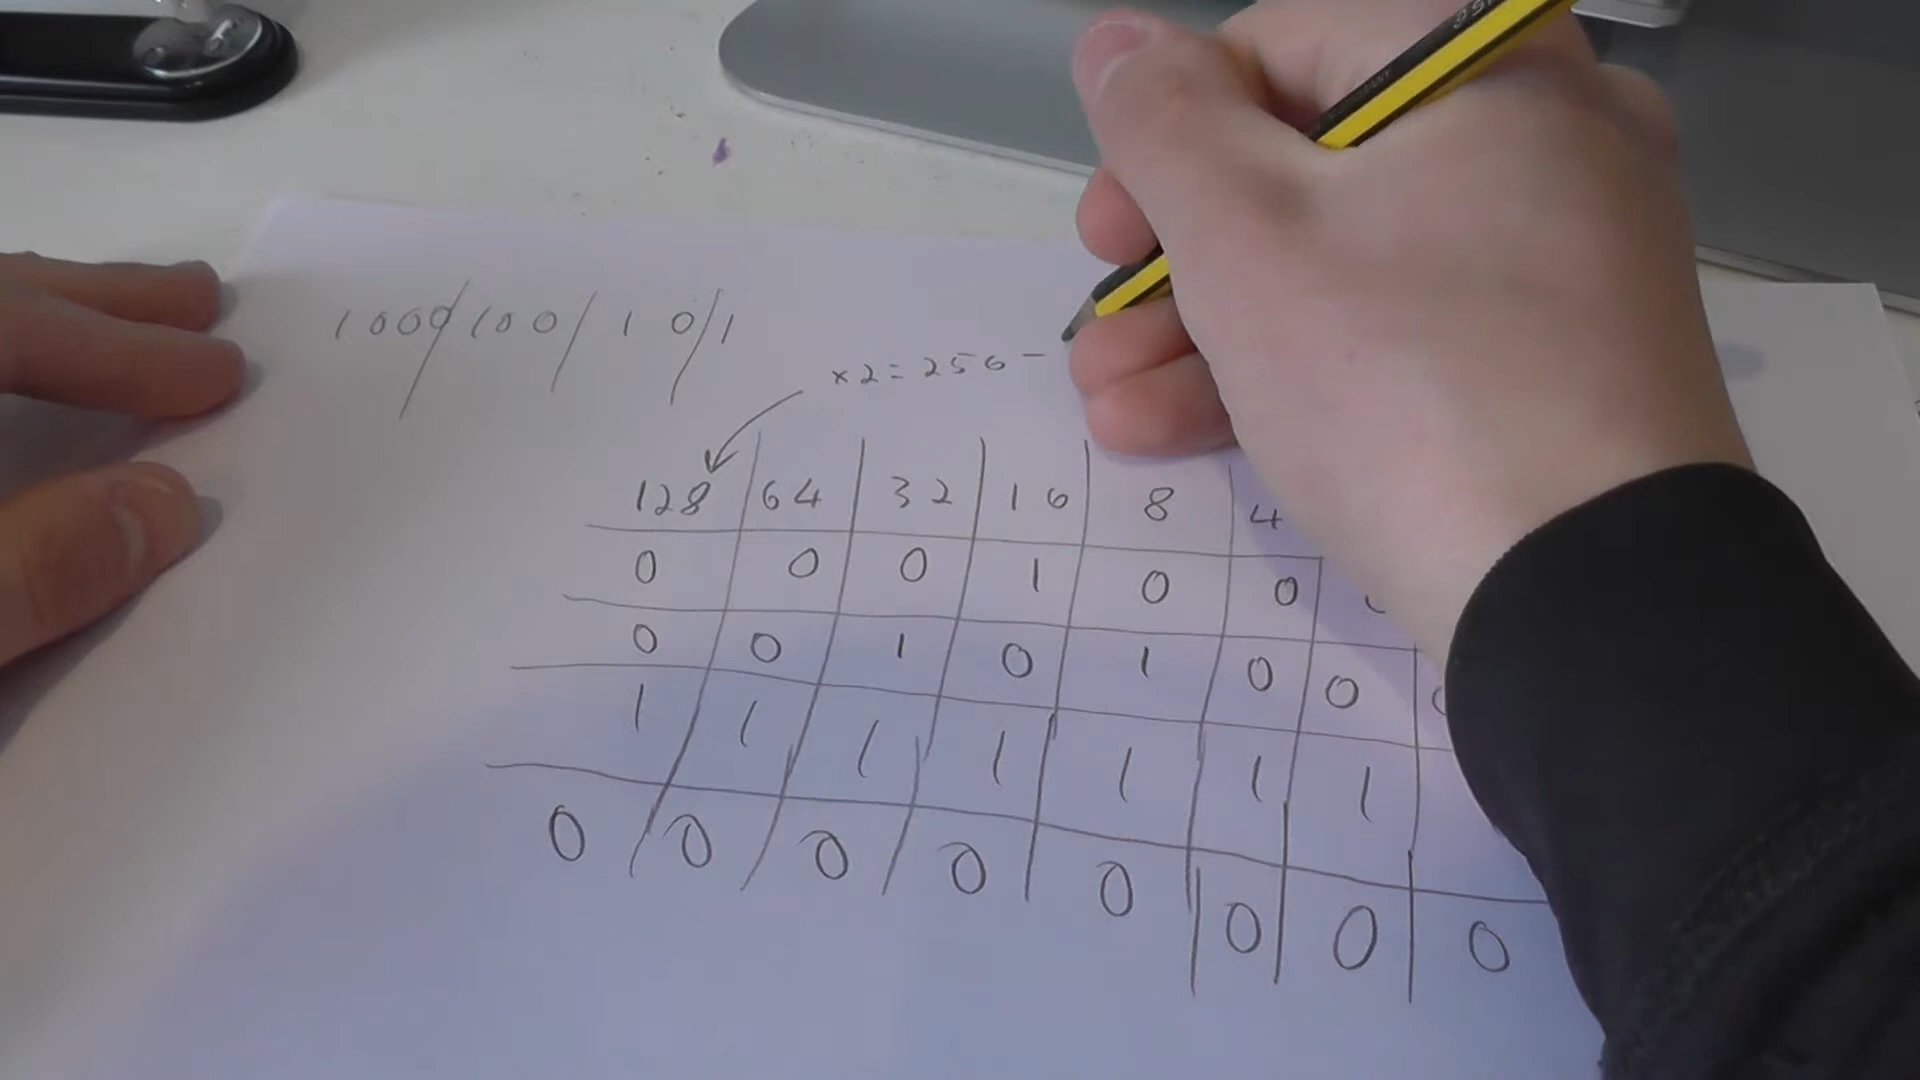 1000/100/10/1
×2=256-
128 64 32 16 8 4
0 0 0 1 0 0
0 0 1 0 1 0 0
1 1 1 1 1 1 1
0 0 0 0 0 0 0 0